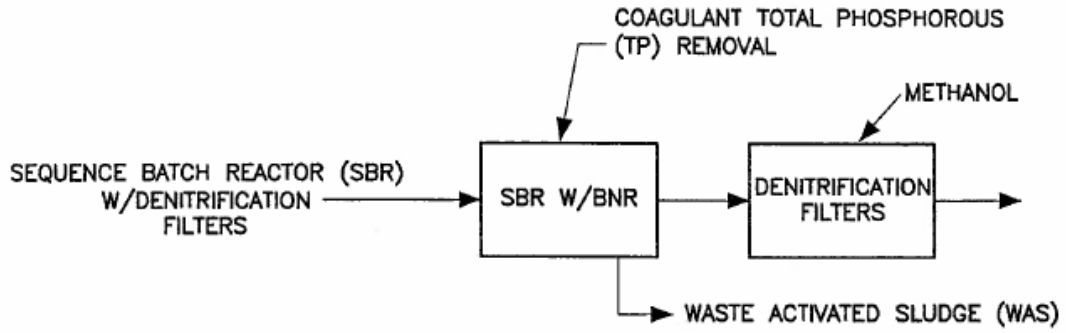 COAGULANT TOTAL PHOSPHOROUS
(TP) REMOVAL
METHANOL
SEQUENCE BATCH REACTOR (SBR)
W/DENITRIFICATION
FILTERS
SBR W/BNR
DENITRIFICATION
FILTERS
WASTE ACTIVATED SLUDGE (WAS)